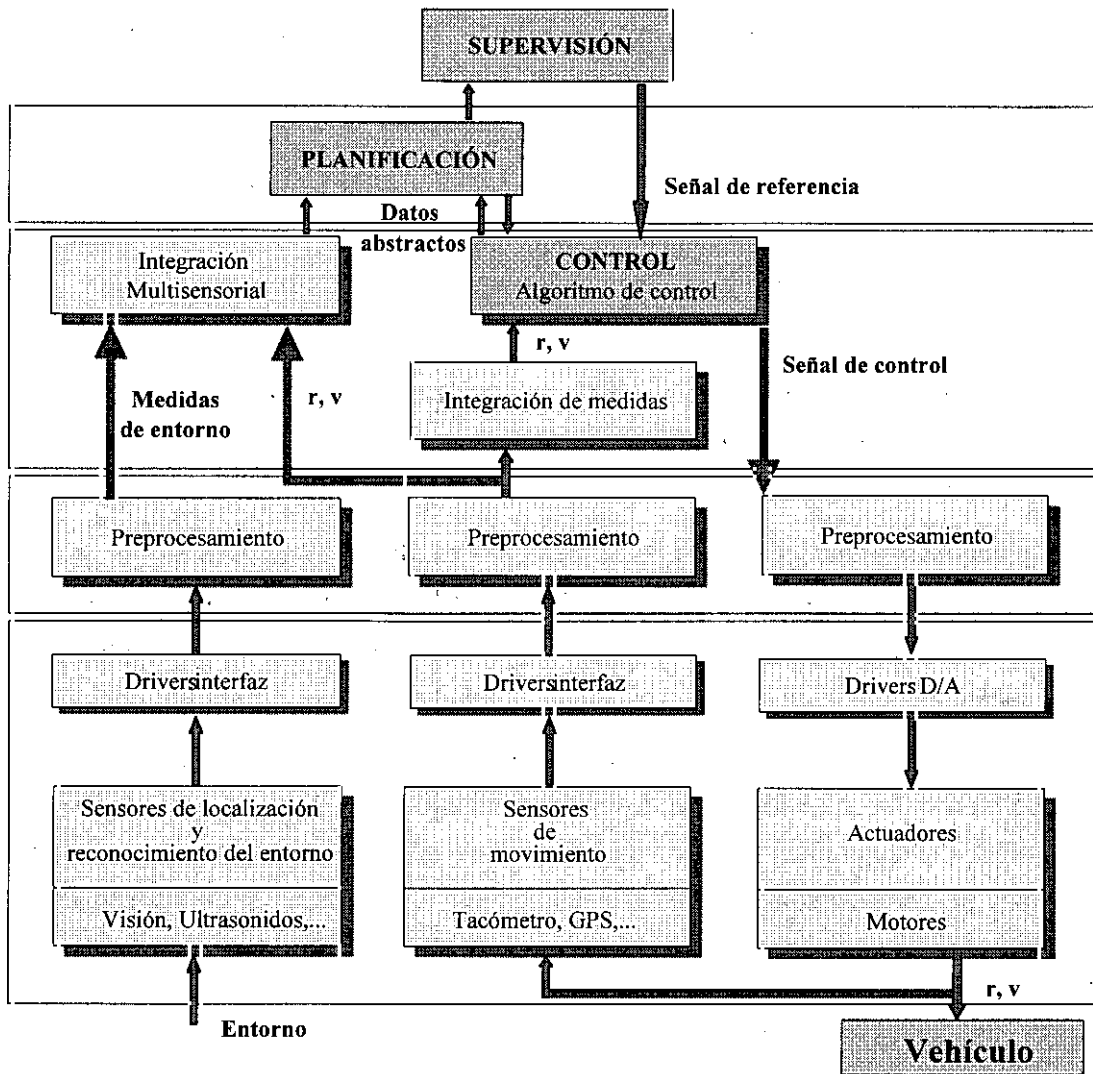 SUPERVISIÓN
PLANIFICACIÓN
Señal de referencia
Datos
abstractos
Integración
Multisensorial
CONTROL
Algoritmo de control
r, v
Señal de control
Medidas
de entorno
r, v
Integración de medidas
Preprocesamiento
Preprocesamiento
Preprocesamiento
Driversinterfaz
Driversinterfaz
Drivers D/A
Sensores de localización
y
reconocimiento del entorno
Visión, Ultrasonidos,...
Sensores
de
movimiento
Tacómetro, GPS,...
Actuadores
Motores
r, v
Entorno
Vehículo